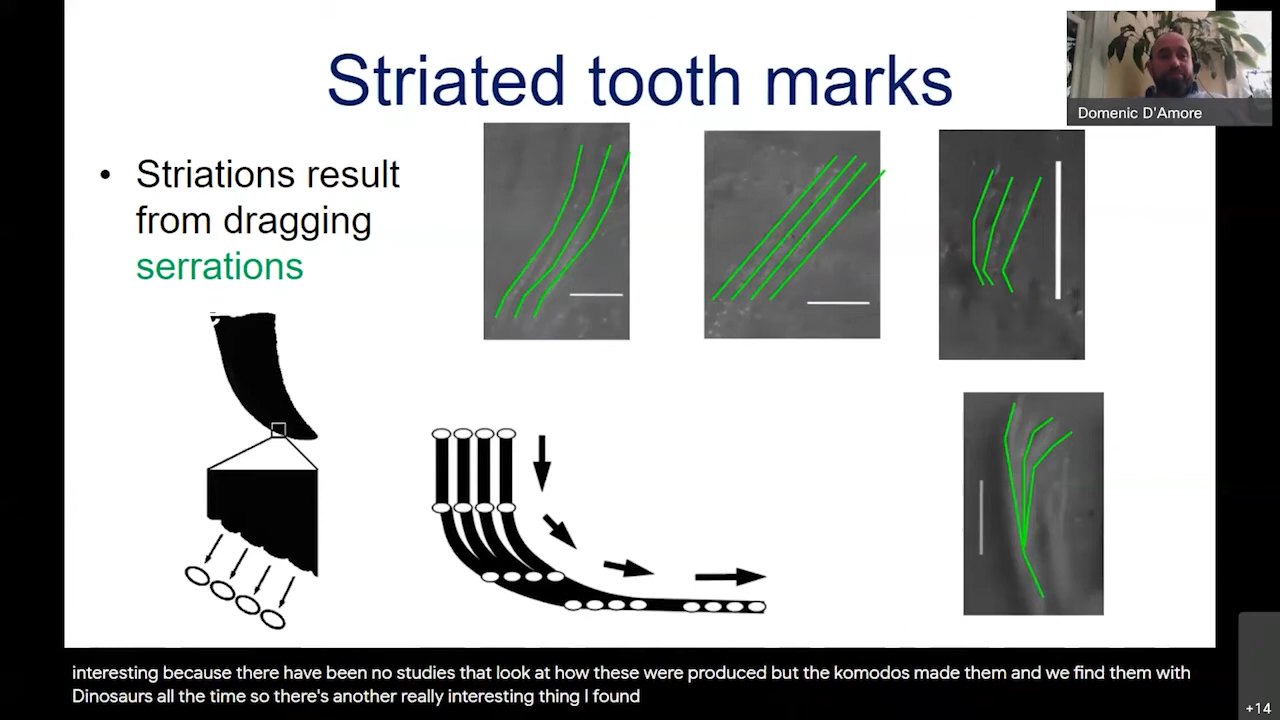 Striated tooth marks
Domenic D'Amore
• Striations result
from dragging
serrations
interesting because there have been no studies that look at how these were produced but the komodos made them and we find them with
Dinosaurs all the time so there's another really interesting thing I found
+14